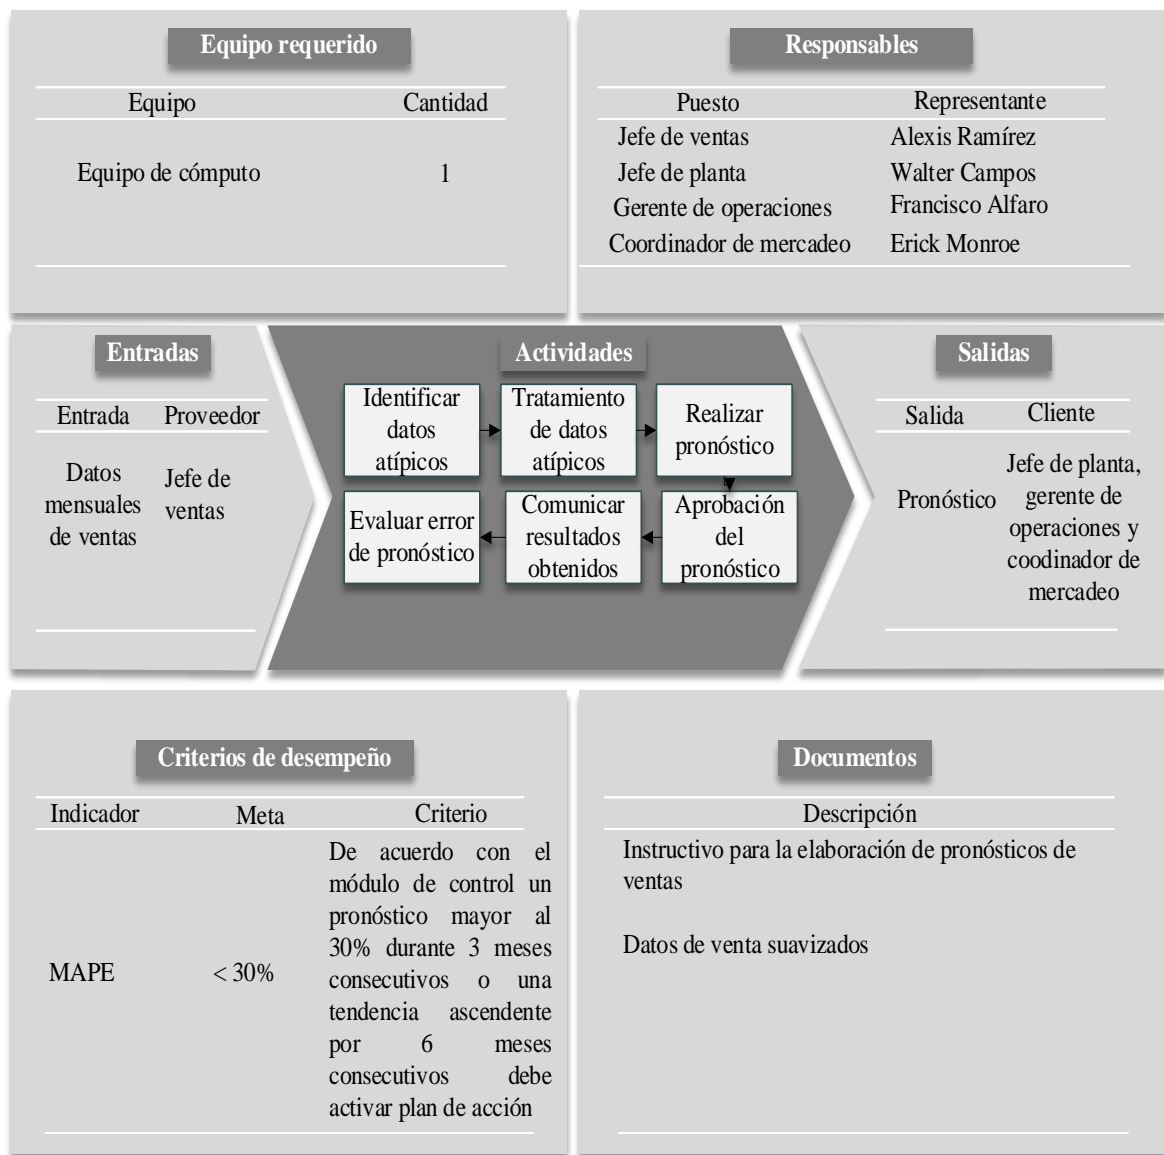 Equipo requerido
Equipo Cantidad
Equipo de cómputo 1
Responsables
Puesto Representante
Jefe de ventas Alexis Ramírez
Jefe de planta Walter Campos
Gerente de operaciones Francisco Alfaro
Coordinador de mercadeo Erick Monroe
Entradas
Entrada Proveedor
Datos
mensuales
de ventas
Jefe de
ventas
Actividades
Identificar
datos
atípicos
Tratamiento
de datos
atípicos
Realizar
pronóstico
Aprobación
del
pronóstico
Comunicar
resultados
obtenidos
Evaluar error
de pronóstico
Salidas
Salida Cliente
Pronóstico
Jefe de planta,
gerente de
operaciones y
coodinador de
mercadeo
Criterios de desempeño
Indicador Meta Criterio
MAPE < 30%
De acuerdo con el
módulo de control un
pronóstico mayor al
30% durante 3 meses
consecutivos o una
tendencia ascendente
por 6 meses
consecutivos debe
activar plan de acción
Documentos
Descripción
Instructivo para la elaboración de pronósticos de
ventas
Datos de venta suavizados